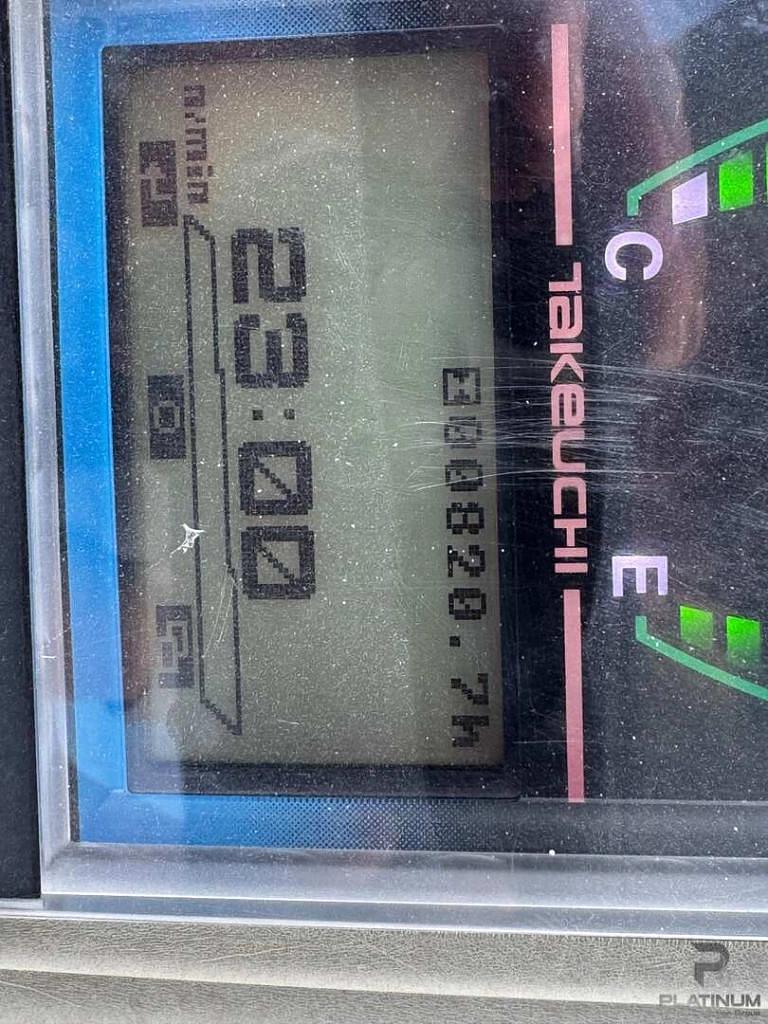 C E
TAKEUCHI
00820.7h
23:00
n/min
PLATINUM